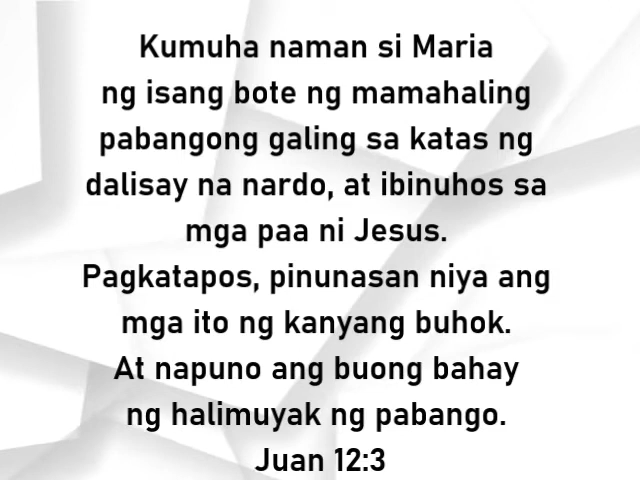 Kumuha naman si Maria
ng isang bote ng mamahaling
pabangong galing sa katas ng
dalisay na nardo, at ibinuhos sa
mga paa ni Jesus.
Pagkatapos, pinunasan niya ang
mga ito ng kanyang buhok.
At napuno ang buong bahay
ng halimuyak ng pabango.
Juan 12:3